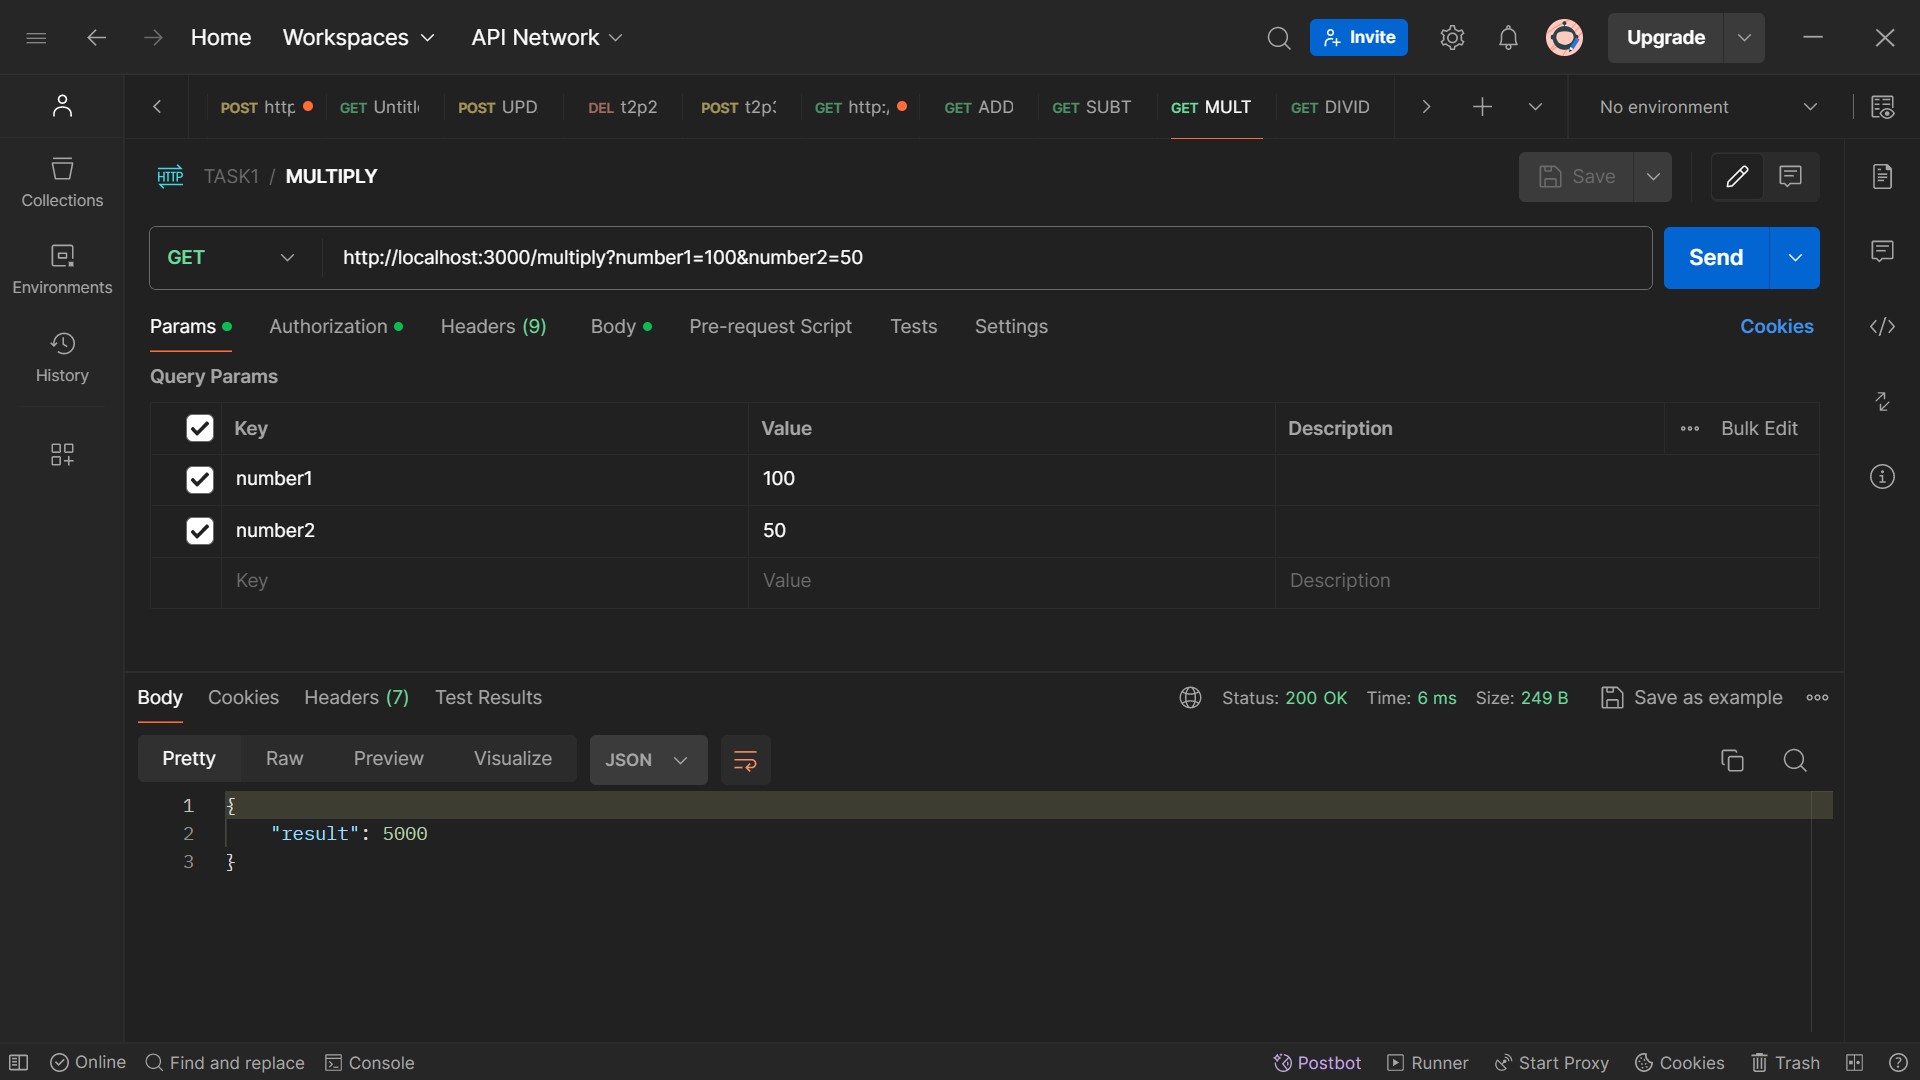 Home Workspaces API Network Invite Upgrade
POST http GET Untitl POST UPD DEL t2p2 POST t2p3 GET http:/ GET ADD GET SUBT GET MULT GET DIVID No environment
HTTP TASK1 / MULTIPLY Save
Collections
Environments
History
GET http://localhost:3000/multiply?number1=100&number2=50 Send
Params Authorization Headers (9) Body Pre-request Script Tests Settings Cookies
Query Params
Key Value Description Bulk Edit
number1 100
number2 50
Key Value Description
Body Cookies Headers (7) Test Results Status: 200 OK Time: 6 ms Size: 249 B Save as example
Pretty Raw Preview Visualize JSON
1 {
2 "result": 5000
3 }
Online Find and replace Console Postbot Runner Start Proxy Cookies Trash